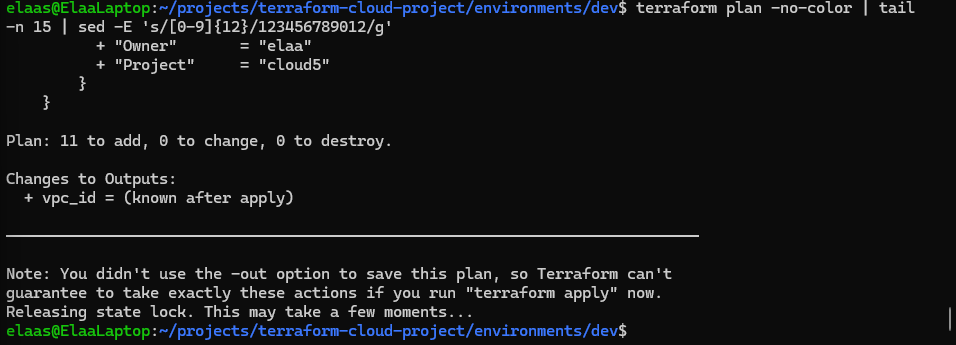 elaas@ElaaLaptop:~/projects/terraform-cloud-project/environments/dev$ terraform plan -no-color | tail
-n 15 | sed -E 's/[0-9]{12}/123456789012/g'
          + "Owner"       = "elaa"
          + "Project"     = "cloud5"
        }
    }

Plan: 11 to add, 0 to change, 0 to destroy.

Changes to Outputs:
  + vpc_id = (known after apply)

Note: You didn't use the -out option to save this plan, so Terraform can't
guarantee to take exactly these actions if you run "terraform apply" now.
Releasing state lock. This may take a few moments...
elaas@ElaaLaptop:~/projects/terraform-cloud-project/environments/dev$